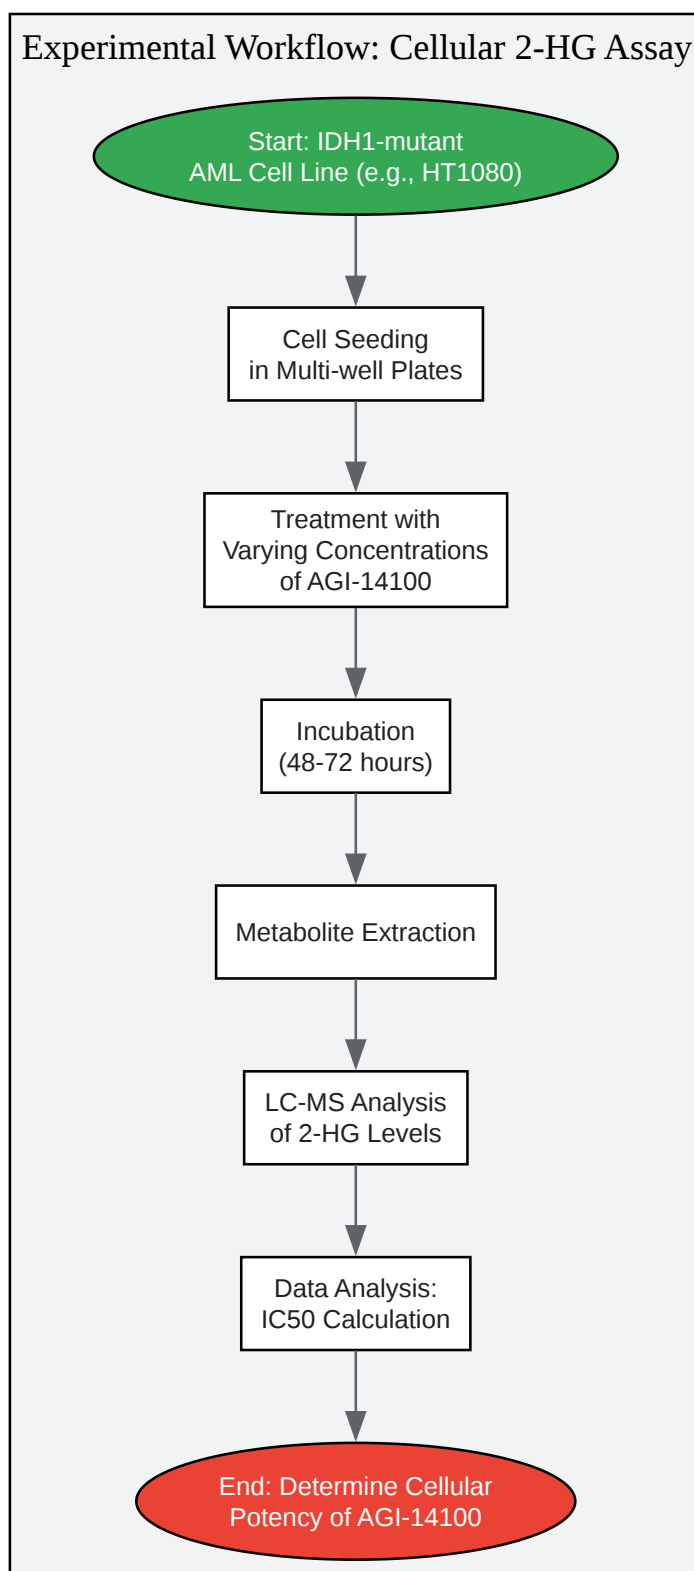 Experimental Workflow: Cellular 2-HG Assay
Start: IDH1-mutant
AML Cell Line (e.g., HT1080)
Cell Seeding
in Multi-well Plates
Treatment with
Varying Concentrations
of AGI-14100
Incubation
(48-72 hours)
Metabolite Extraction
LC-MS Analysis
of 2-HG Levels
Data Analysis:
IC50 Calculation
End: Determine Cellular
Potency of AGI-14100